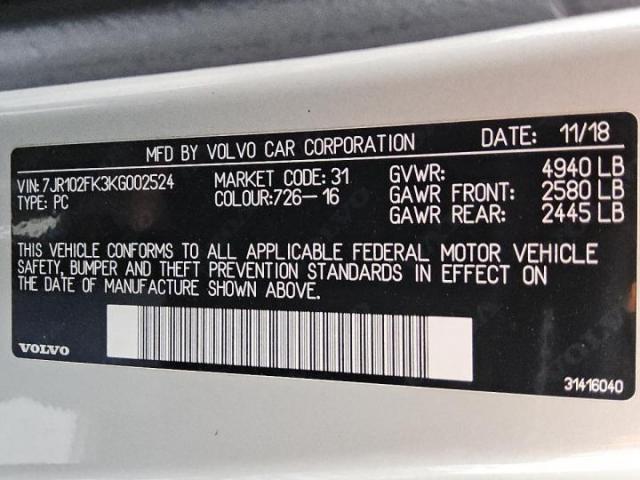 MFD BY VOLVO CAR CORPORATION DATE: 11/18
VIN: 7JR102FK3KG002524 MARKET CODE: 31 GVWR: 4940 LB
TYPE: PC COLOUR:726-16 GAWR FRONT: 2580 LB
GAWR REAR: 2445 LB
THIS VEHICLE CONFORMS TO ALL APPLICABLE FEDERAL MOTOR VEHICLE
SAFETY, BUMPER AND THEFT PREVENTION STANDARDS IN EFFECT ON
THE DATE OF MANUFACTURE SHOWN ABOVE.
VOLVO 31416040